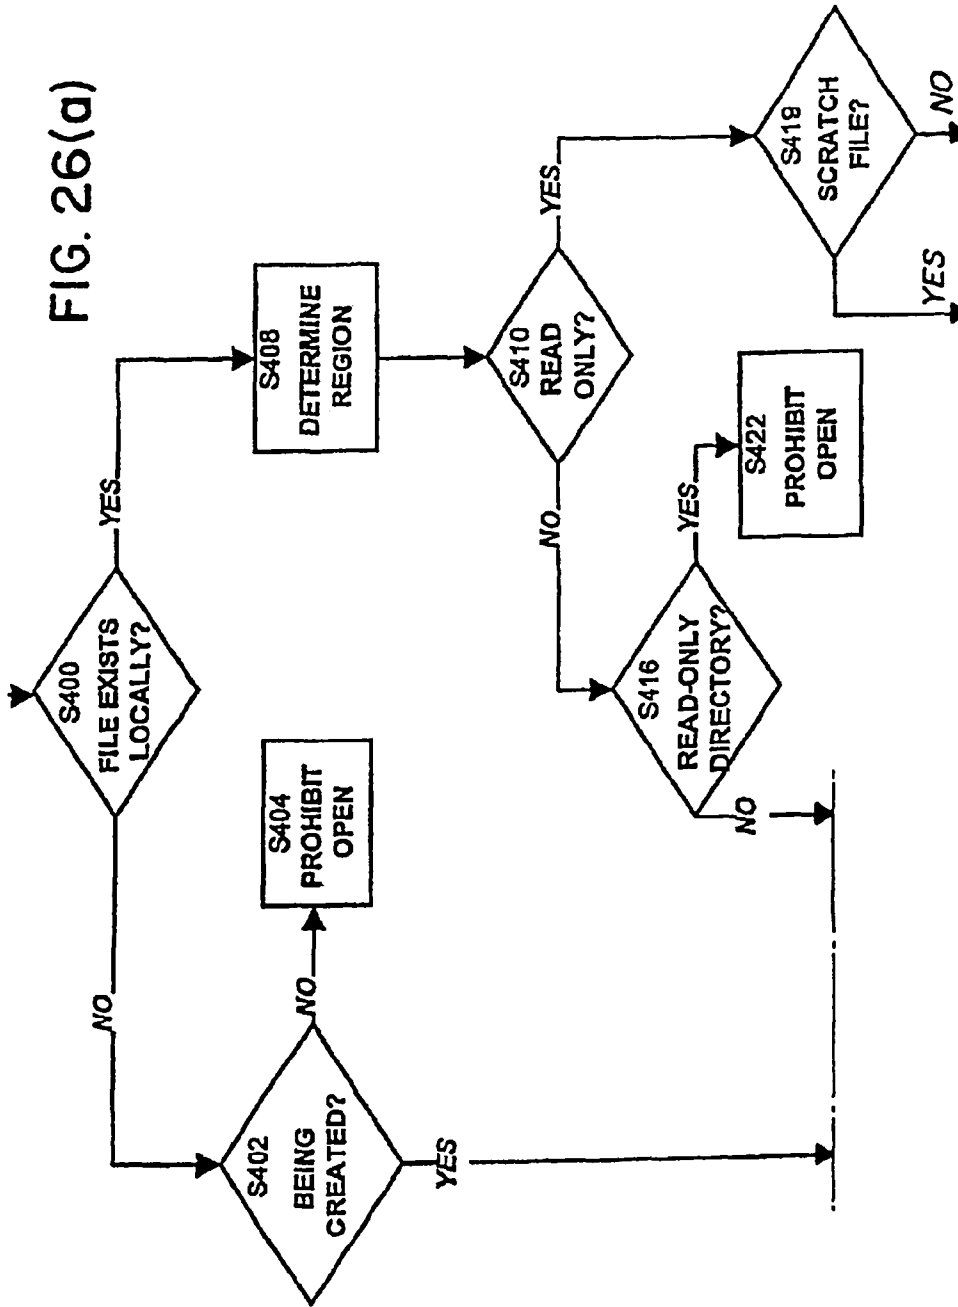 FIG. 26(a)
S400
FILE EXISTS
LOCALLY?
NO
YES
S402
BEING
CREATED?
NO
YES
S404
PROHIBIT
OPEN
S408
DETERMINE
REGION
S410
READ
ONLY?
NO
YES
S416
READ-ONLY
DIRECTORY?
NO
YES
S422
PROHIBIT
OPEN
S419
SCRATCH
FILE?
YES
NO